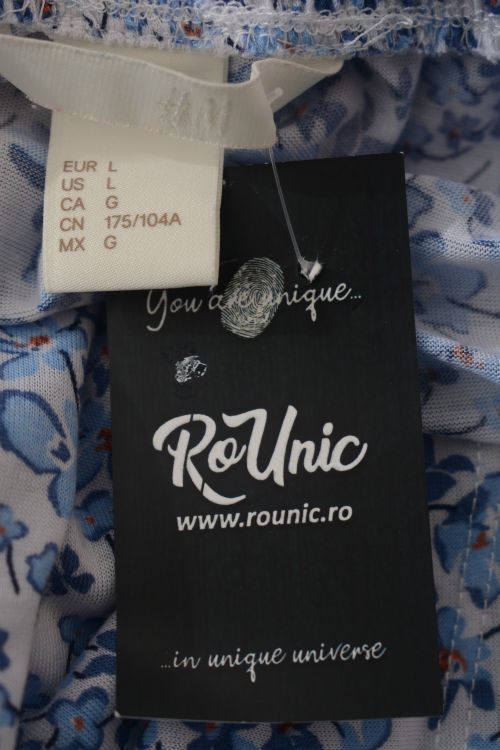 H&M
EUR L
US L
CA G
CN 175/104A
MX G
You are unique...
RoUnic
www.rounic.ro
...in unique universe